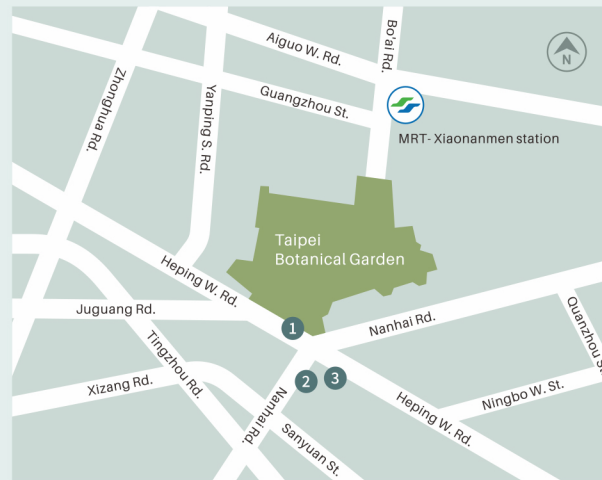 Aiguo W. Rd.
Bo'ai Rd.
N
Zhonghua Rd.
Yanping S. Rd.
Guangzhou St.
MRT- Xiaonanmen station
Taipei
Botanical Garden
Heping W. Rd.
Juguang Rd.
1
Nanhai Rd.
Quanzhou St.
Tingzhou Rd.
Xizang Rd.
2
3
Nanhai Rd.
Sanyuan St.
Heping W. Rd.
Ningbo W. St.